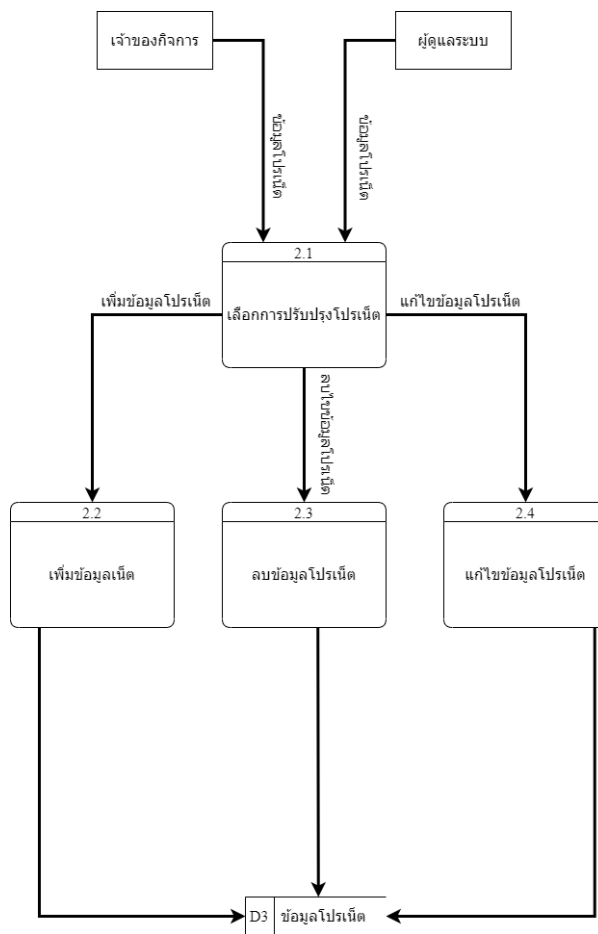 เจ้าของกิจการ
ผู้ดูแลระบบ
ข้อมูลโปรเน็ต
ข้อมูลโปรเน็ต
2.1
เลือกการปรับปรุงโปรเน็ต
เพิ่มข้อมูลโปรเน็ต
แก้ไขข้อมูลโปรเน็ต
ลบไขข้อมูลโปรเน็ต
2.2
เพิ่มข้อมูลเน็ต
2.3
ลบข้อมูลโปรเน็ต
2.4
แก้ไขข้อมูลโปรเน็ต
D3 ข้อมูลโปรเน็ต